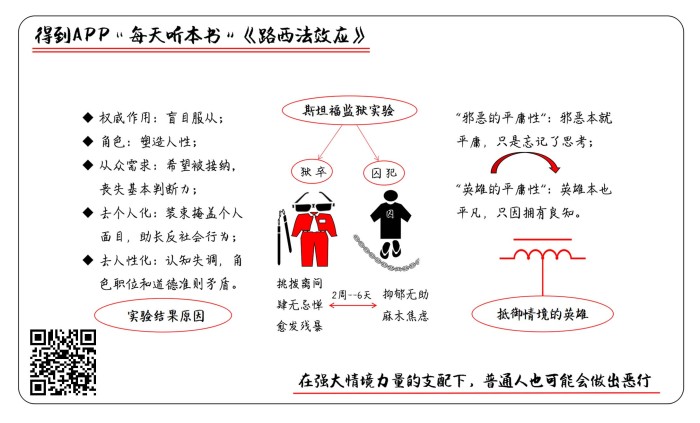 得到APP“每天听本书“《路西法效应》
◆ 权威作用：盲目服从；
◆ 角色：塑造人性；
◆ 从众需求：希望被接纳，
丧失基本判断力；
◆ 去个人化：装束掩盖个人
面目，助长反社会行为；
◆ 去人性化：认知失调，角
色职位和道德准则矛盾。
实验结果原因
斯坦福监狱实验
狱卒
囚犯
囚
挑拨离间
肆无忌惮
愈发残暴
2周--6天
抑郁无助
麻木焦虑
“邪恶的平庸性”：邪恶本就
平庸，只是忘记了思考；
“英雄的平庸性”：英雄本也
平凡，只因拥有良知。
抵御情境的英雄
在强大情境力量的支配下，普通人也可能会做出恶行